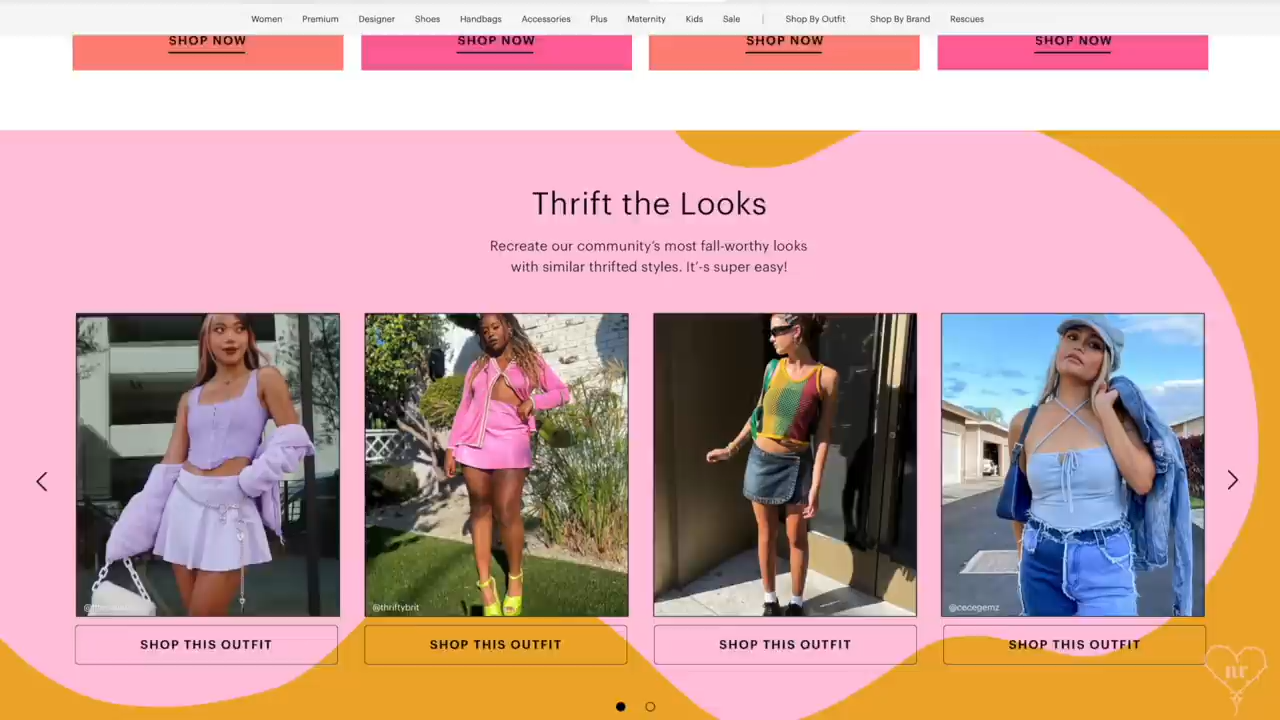 Women Premium Designer Shoes Handbags Accessories Plus Maternity Kids Sale | Shop By Outfit Shop By Brand Rescues
SHOP NOW SHOP NOW SHOP NOW SHOP NOW
Thrift the Looks
Recreate our community's most fall-worthy looks
with similar thrifted styles. It'-s super easy!
@thriftybrit @cecegemz
SHOP THIS OUTFIT SHOP THIS OUTFIT SHOP THIS OUTFIT SHOP THIS OUTFIT